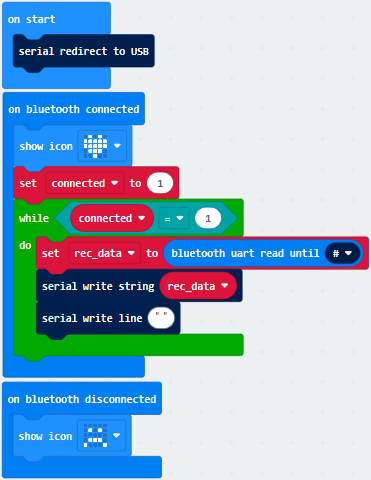 on start
serial redirect to USB
on bluetooth connected
show icon
set connected to 1
while connected = 1
do set rec_data to bluetooth uart read until #
serial write string rec_data
serial write line " "
on bluetooth disconnected
show icon